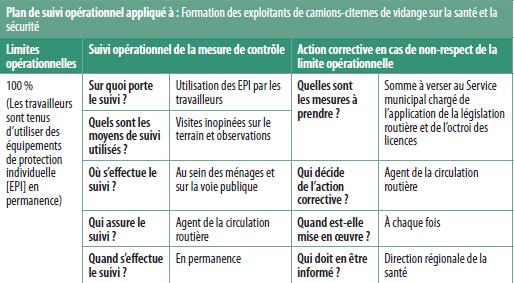 Plan de suivi opérationnel appliqué à : Formation des exploitants de camions-citernes de vidange sur la santé et la
sécurité
Limites
opérationnelles
Suivi opérationnel de la mesure de contrôle
Action corrective en cas de non-respect de la
limite opérationnelle
100 %
(Les travailleurs
sont tenus
d'utiliser des
équipements
de protection
individuelle
[EPI] en
permanence)
Sur quoi porte
le suivi ?
Utilisation des EPI par les
travailleurs
Quels sont les
moyens de suivi
utilisés ?
Visites inopinées sur le
terrain et observations
Où s'effectue le
suivi ?
Au sein des ménages et sur
la voie publique
Qui assure le
suivi ?
Agent de la circulation
routière
Quand s'effectue
le suivi ?
En permanence
Quelles sont
les mesures à
prendre ?
Somme à verser au Service
municipal chargé de
l'application de la législation
routière et de l'octroi des
licences
Qui décide
de l'action
corrective ?
Agent de la circulation
routière
Quand est-elle
mise en œuvre ?
À chaque fois
Qui doit en être
informé ?
Direction régionale de la
santé